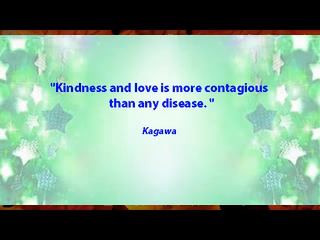 "Kindness and love is more contagious
than any disease. "
Kagawa